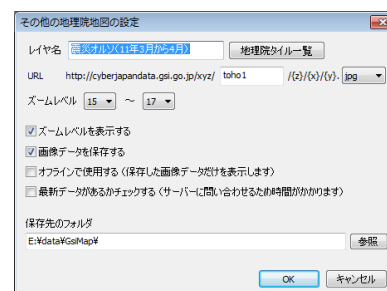 その他の地理院地図の設定
レイヤ名 震災オルソ(11年3月から4月) 地理院タイル一覧
URL http://cyberjapandata.gsi.go.jp/xyz/ toho1 /{z}/{x}/{y}. jpg
ズームレベル 15 ～ 17
ズームレベルを表示する
画像データを保存する
オフラインで使用する(保存した画像データだけを表示します)
最新データがあるかチェックする(サーバーに問い合わせるため時間がかかります)
保存先のフォルダ
E:¥data¥GsiMap¥ 参照
OK キャンセル